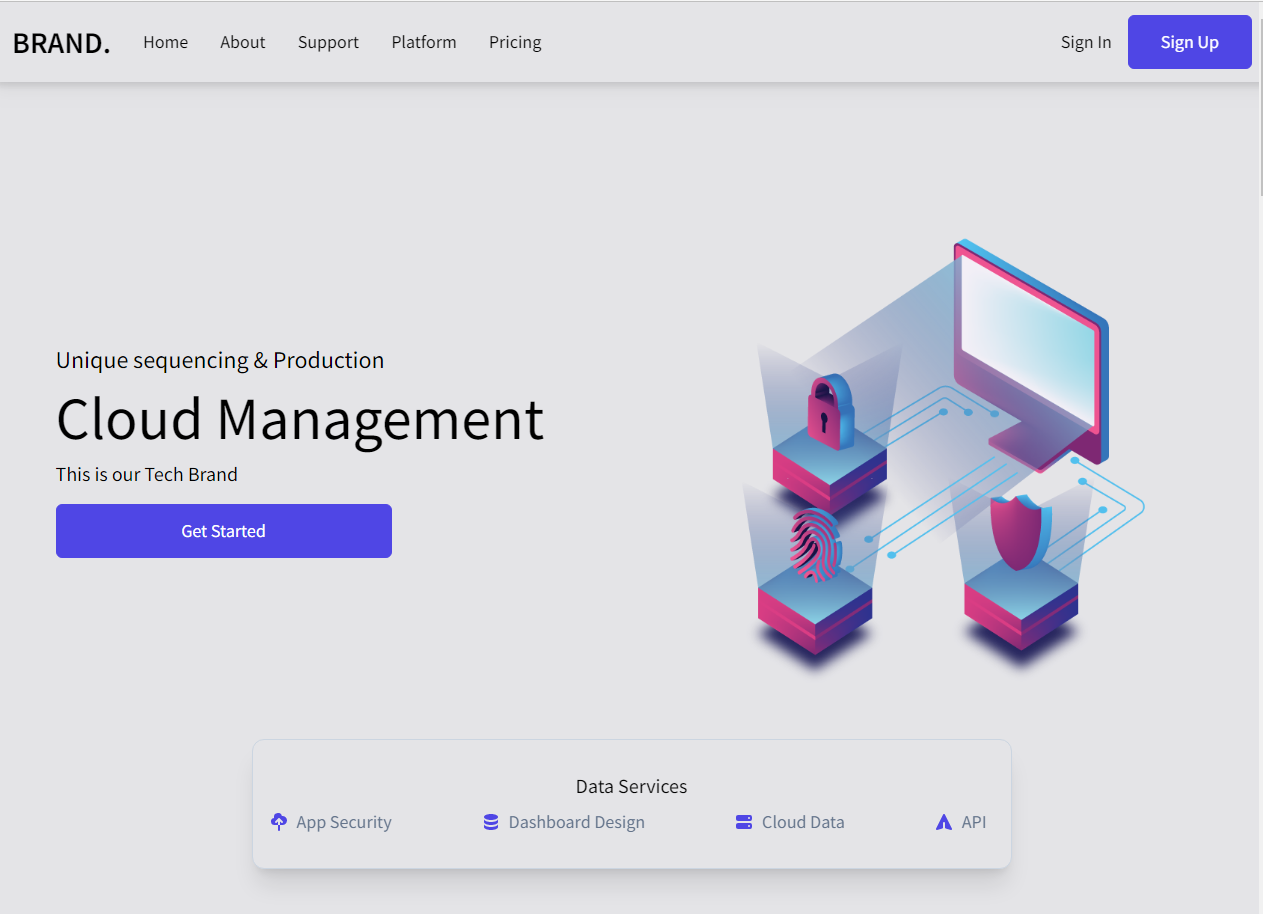 BRAND. Home About Support Platform Pricing Sign In Sign Up
Unique sequencing & Production
Cloud Management
This is our Tech Brand
Get Started
Data Services
App Security Dashboard Design Cloud Data API